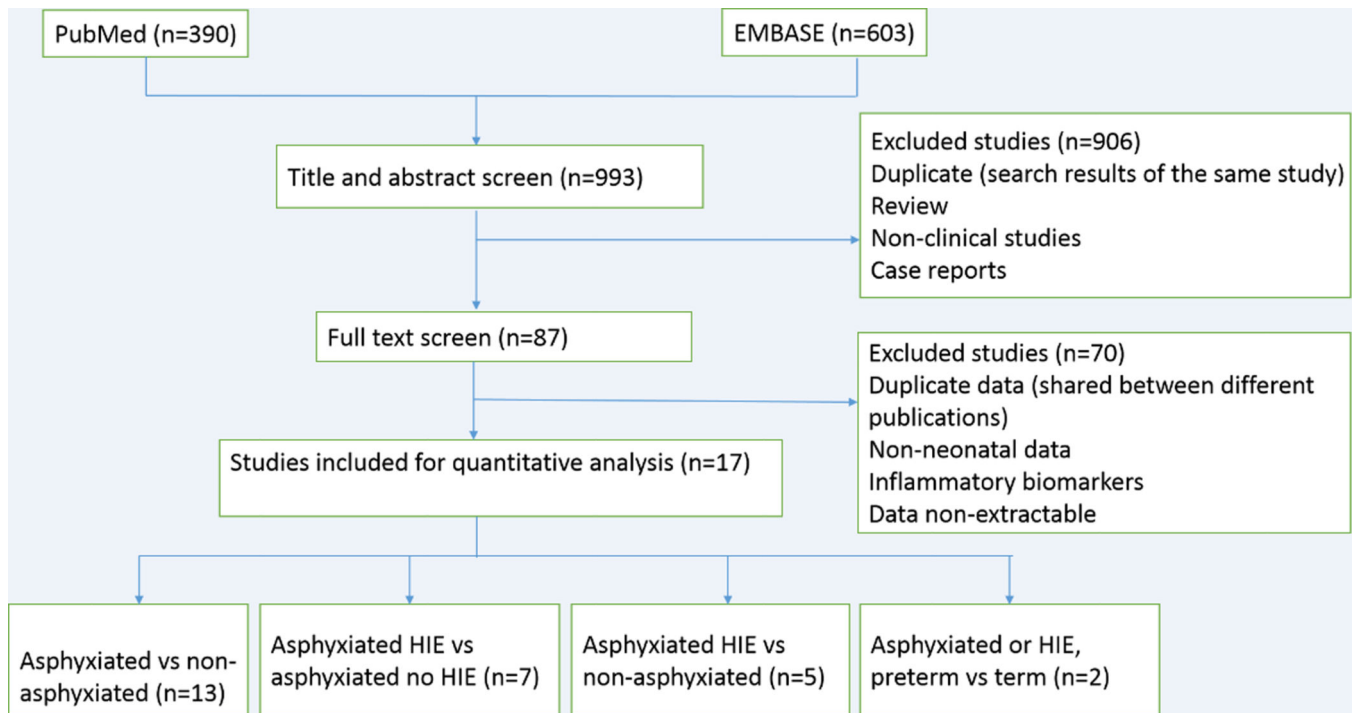 PubMed (n=390)
EMBASE (n=603)
Title and abstract screen (n=993)
Excluded studies (n=906)
Duplicate (search results of the same study)
Review
Non-clinical studies
Case reports
Full text screen (n=87)
Excluded studies (n=70)
Duplicate data (shared between different
publications)
Non-neonatal data
Inflammatory biomarkers
Data non-extractable
Studies included for quantitative analysis (n=17)
Asphyxiated vs non-
asphyxiated (n=13)
Asphyxiated HIE vs
asphyxiated no HIE (n=7)
Asphyxiated HIE vs
non-asphyxiated (n=5)
Asphyxiated or HIE,
preterm vs term (n=2)